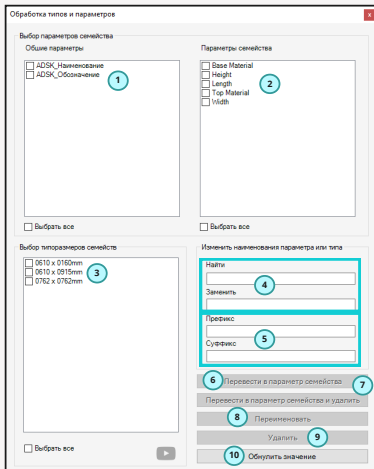 Обработка типов и параметров
x
Выбор параметров семейства
Общие параметры
ADSK_Наименование
ADSK_Обозначение
1
Выбрать все
Параметры семейства
Base Material
Height
Length
Top Material
Width
2
Выбрать все
Выбор типоразмеров семейств
0610 x 0160mm
0610 x 0915mm
0762 x 0762mm
3
Выбрать все
Изменить наименования параметра или типа
Найти
4
Заменить
Префикс
5
Суффикс
6 Перевести в параметр семейства
7
Перевести в параметр семейства и удалить
8 Переименовать
Удалить 9
10 Обнулить значение